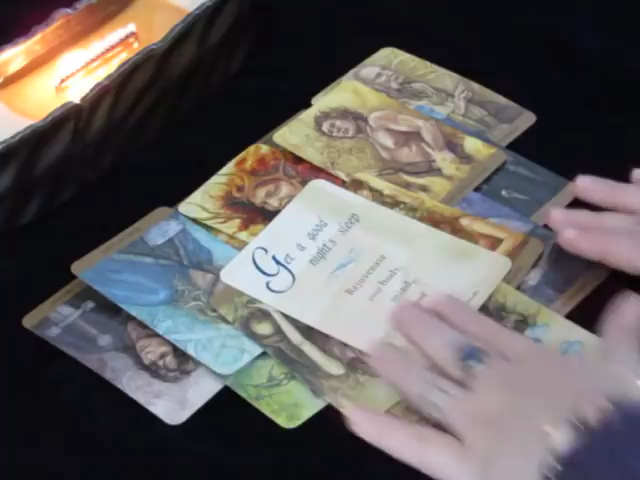 Get a good
night's sleep
Rejuvenate
your body,
mind,